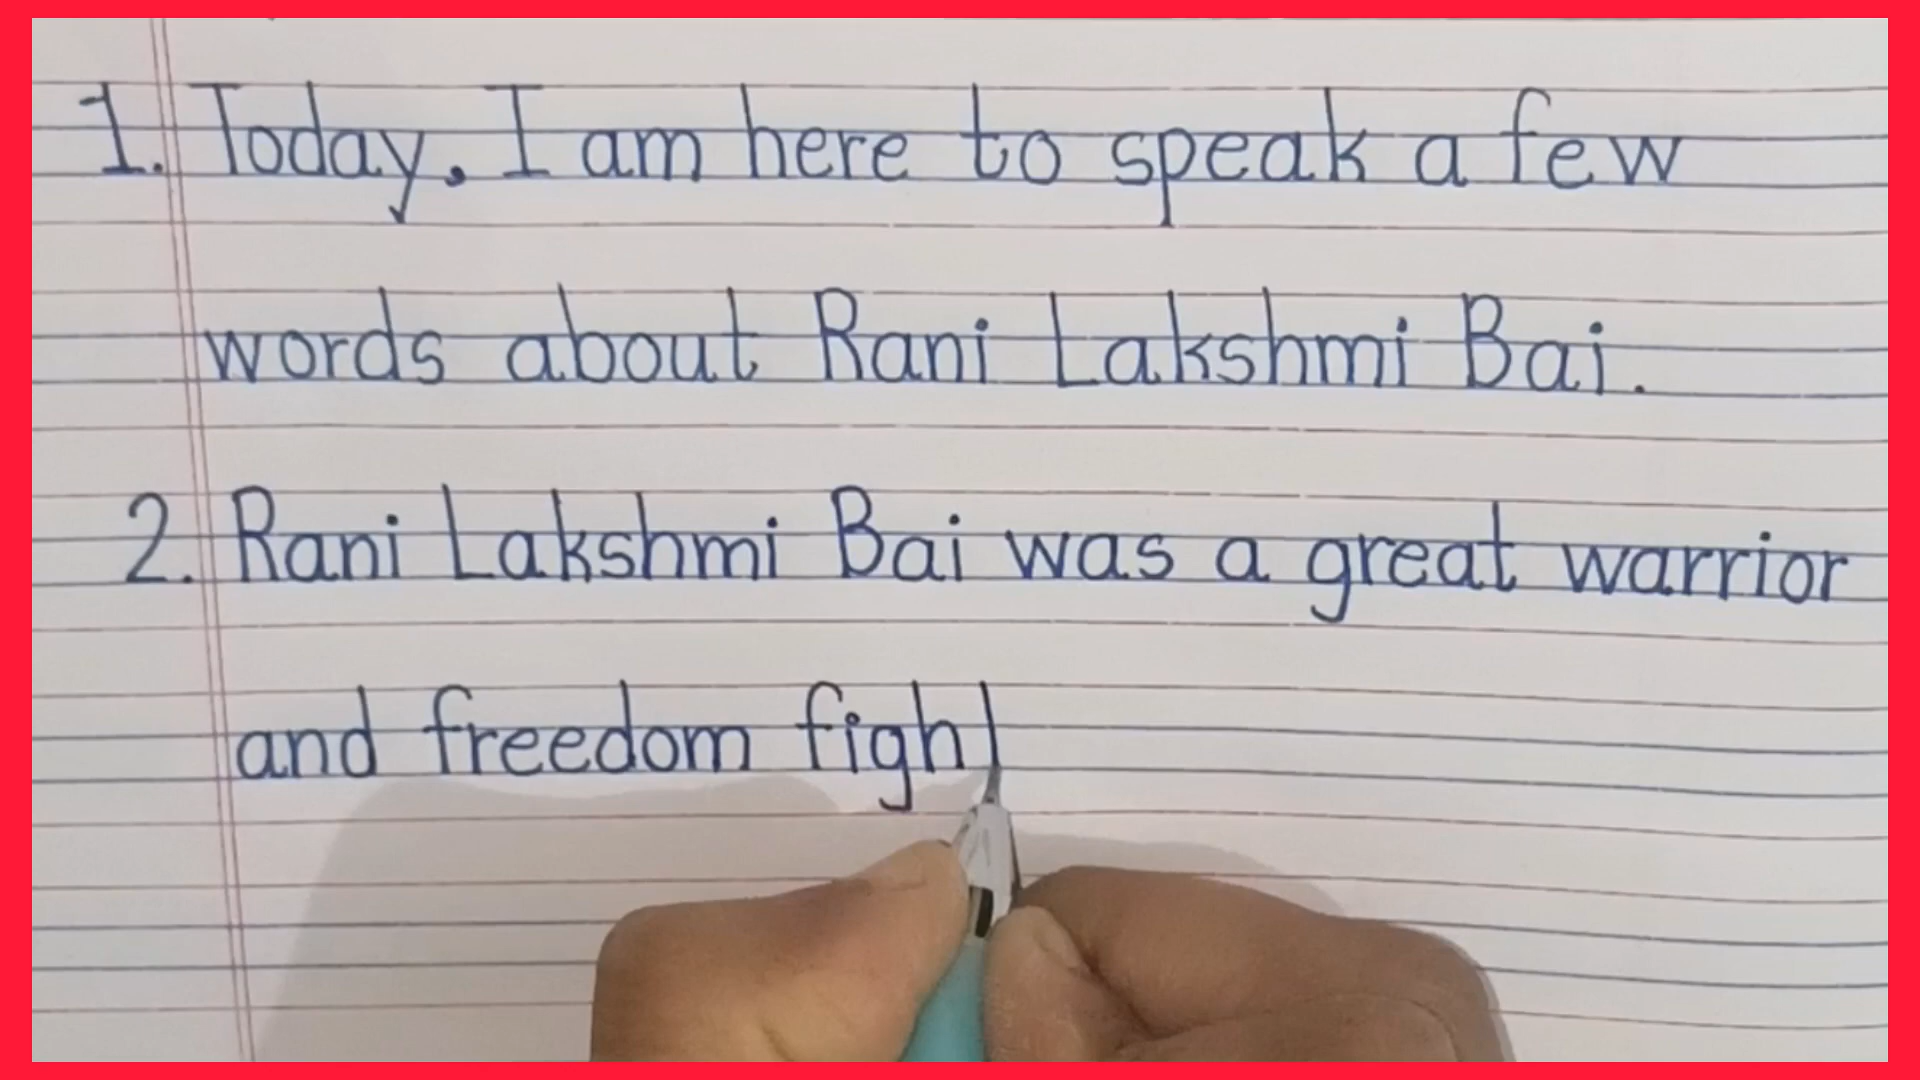 1. Today, I am here to speak a few
words about Rani Lakshmi Bai.
2. Rani Lakshmi Bai was a great warrior
and freedom figh